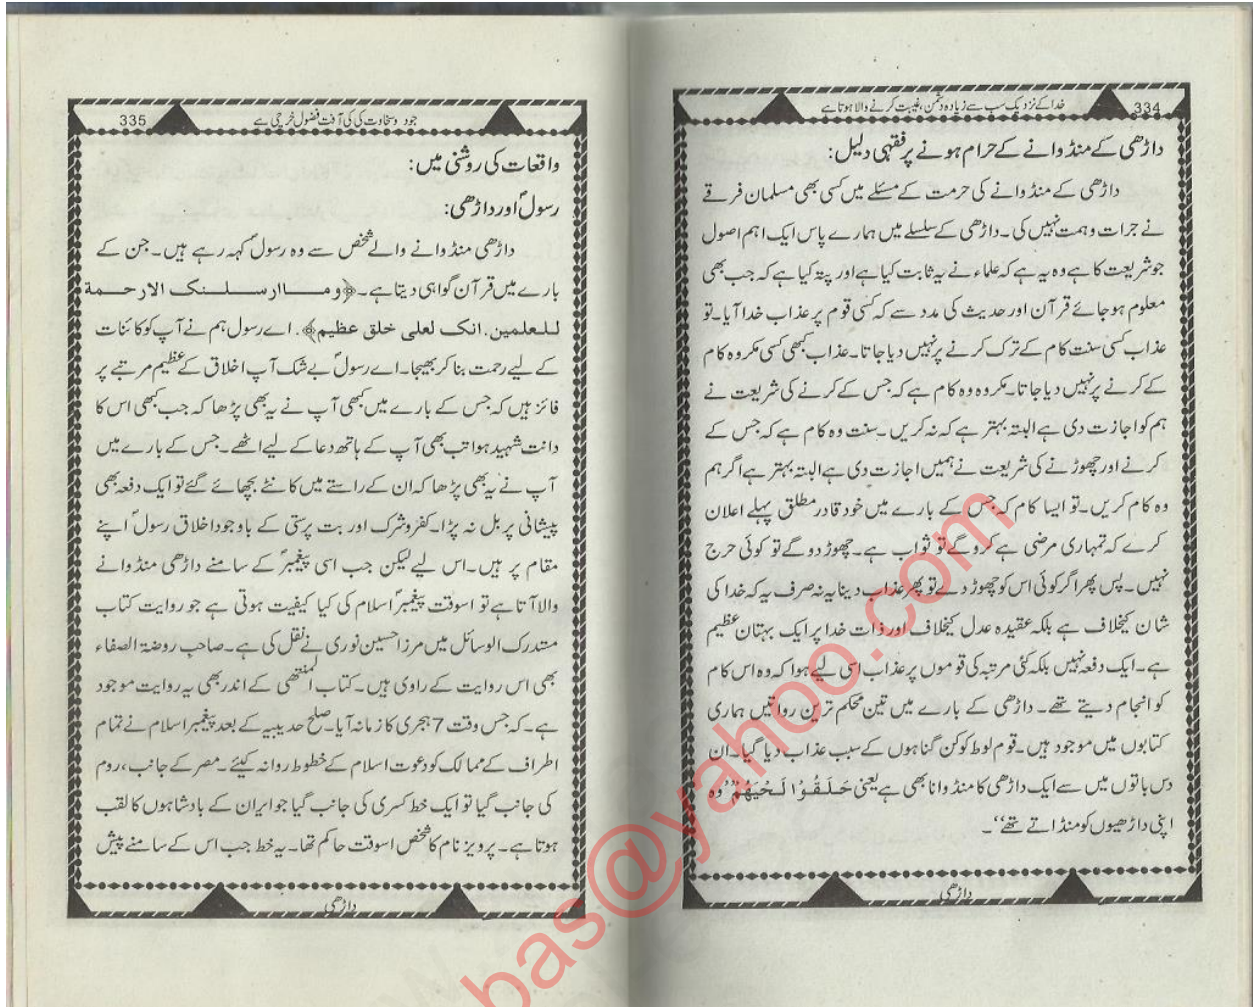 334
خدا کے نزدیک سب سے زیادہ دشمن، غیبت کرنے والا ہوتا ہے
داڑھی کے منڈوانے کے حرام ہونے پر فقہی دلیل:
داڑھی کے منڈوانے کی حرمت کے مسئلے میں کسی بھی مسلمان فرقے
نے جرات و ہمت نہیں کی۔ داڑھی کے سلسلے میں ہمارے پاس ایک اہم اصول
جو شریعت کا ہے وہ یہ ہے کہ علماء نے یہ ثابت کیا ہے اور پتہ کیا ہے کہ جب بھی
معلوم ہو جائے قرآن اور حدیث کی مدد سے کہ کسی قوم پر عذاب خدا آیا۔ تو
عذاب کسی سنت کام کے ترک کرنے پر نہیں دیا جاتا۔ عذاب کبھی کسی مکروہ کام
کے کرنے پر نہیں دیا جاتا۔ مکروہ وہ کام ہے کہ جس کے کرنے کی شریعت نے
ہم کو اجازت دی ہے البتہ بہتر ہے کہ نہ کریں۔ سنت وہ کام ہے کہ جس کے
کرنے اور چھوڑنے کی شریعت نے ہمیں اجازت دی ہے البتہ بہتر ہے اگر ہم
وہ کام کریں۔ تو ایسا کام کہ جس کے بارے میں خود قادر مطلق پہلے اعلان
کرے کہ تمہاری مرضی ہے کرو گے تو ثواب ہے۔ چھوڑ دو گے تو کوئی حرج
نہیں۔ پس پھر اگر کوئی اس کو چھوڑ دے تو پھر عذاب دینا یہ نہ صرف یہ کہ خدا کی
شان کیخلاف ہے بلکہ عقیدہ عدل کیخلاف اور ذات خدا پر ایک بہتان عظیم
ہے۔ ایک دفعہ نہیں بلکہ کئی مرتبہ کی قوموں پر عذاب اسی لیے ہوا کہ وہ اس کام
کو انجام دیتے تھے۔ داڑھی کے بارے میں تین محکم ترین روایتیں ہماری
کتابوں میں موجود ہیں۔ قوم لوط کو کن گناہوں کے سبب عذاب دیا گیا۔ ان
دس باتوں میں سے ایک داڑھی کا منڈوانا بھی ہے یعنی حَلَقُوْا لَحْيَهُمْ ”وہ
اپنی داڑھیوں کو منڈاتے تھے“۔
داڑھی
335
جود و سخاوت کی کی آفت فضول خرچی ہے
واقعات کی روشنی میں:
رسولؐ اور داڑھی:
داڑھی منڈوانے والے شخص سے وہ رسولؐ کہہ رہے ہیں۔ جن کے
بارے میں قرآن گواہی دیتا ہے۔ ﴿وما ارسلنک الا رحمة
للعلمین. انک لعلی خلق عظیم﴾. اے رسول ہم نے آپ کو کائنات
کے لیے رحمت بنا کر بھیجا۔ اے رسولؐ بے شک آپ اخلاق کے عظیم مرتبے پر
فائز ہیں کہ جس کے بارے میں کبھی آپ نے یہ بھی پڑھا کہ جب کبھی اس کا
دانت شہید ہوا تب بھی آپ کے ہاتھ دعا کے لیے اٹھے۔ جس کے بارے میں
آپ نے یہ بھی پڑھا کہ ان کے راستے میں کانٹے بچھائے گئے تو ایک دفعہ بھی
پیشانی پر بل نہ پڑا۔ کفر و شرک اور بت پرستی کے باوجود اخلاق رسولؐ اپنے
مقام پر ہیں۔ اس لیے لیکن جب اسی پیغمبرؐ کے سامنے داڑھی منڈوانے
والا آتا ہے تو اسوقت پیغمبرؐ اسلام کی کیا کیفیت ہوتی ہے جو روایت کتاب
مستدرک الوسائل میں مرزا حسین نوری نے نقل کی ہے۔ صاحب روضۃ الصفاء
بھی اس روایت کے راوی ہیں۔ کتاب المنتھی کے اندر بھی یہ روایت موجود
ہے۔ کہ جس وقت 7 ہجری کا زمانہ آیا۔ صلح حدیبیہ کے بعد پیغمبر اسلام نے تمام
اطراف کے ممالک کو دعوت اسلام کے خطوط روانہ کیئے۔ مصر کے جانب، روم
کی جانب گیا تو ایک خط کسری کی جانب گیا جو ایران کے بادشاہوں کا لقب
ہوتا ہے۔ پرویز نام کا شخص اسوقت حاکم تھا۔ یہ خط جب اس کے سامنے پیش
داڑھی
bas@yahoo.com